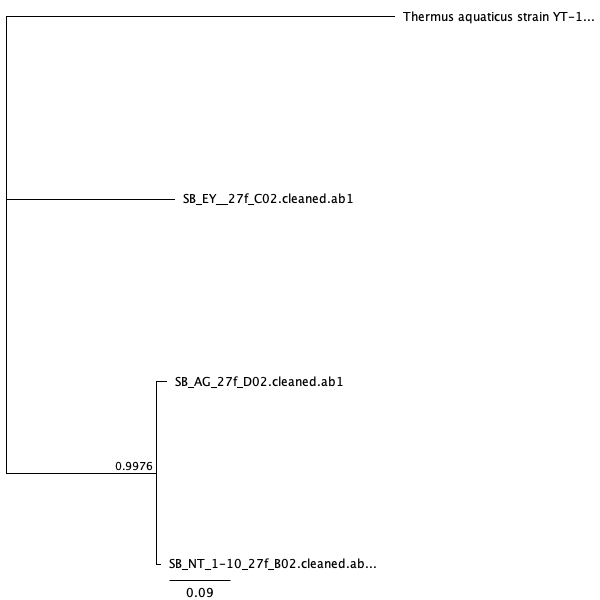 Thermus aquaticus strain YT-1...
SB_EY__27f_C02.cleaned.ab1
SB_AG_27f_D02.cleaned.ab1
0.9976
SB_NT_1-10_27f_B02.cleaned.ab...
0.09